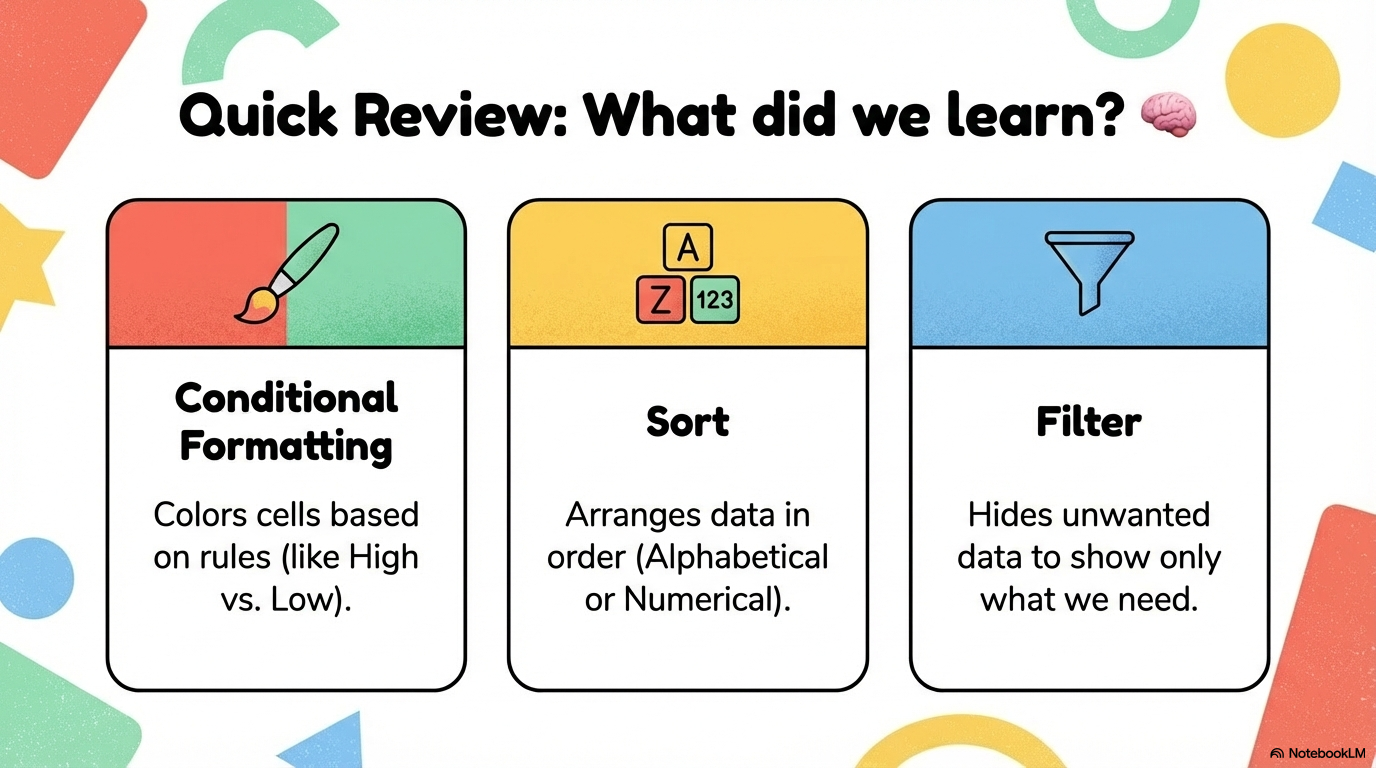 Quick Review: What did we learn? 🧠
Conditional
Formatting
Colors cells based
on rules (like High
vs. Low).
A
Z 123
Sort
Arranges data in
order (Alphabetical
or Numerical).
Filter
Hides unwanted
data to show only
what we need.
NotebookLM